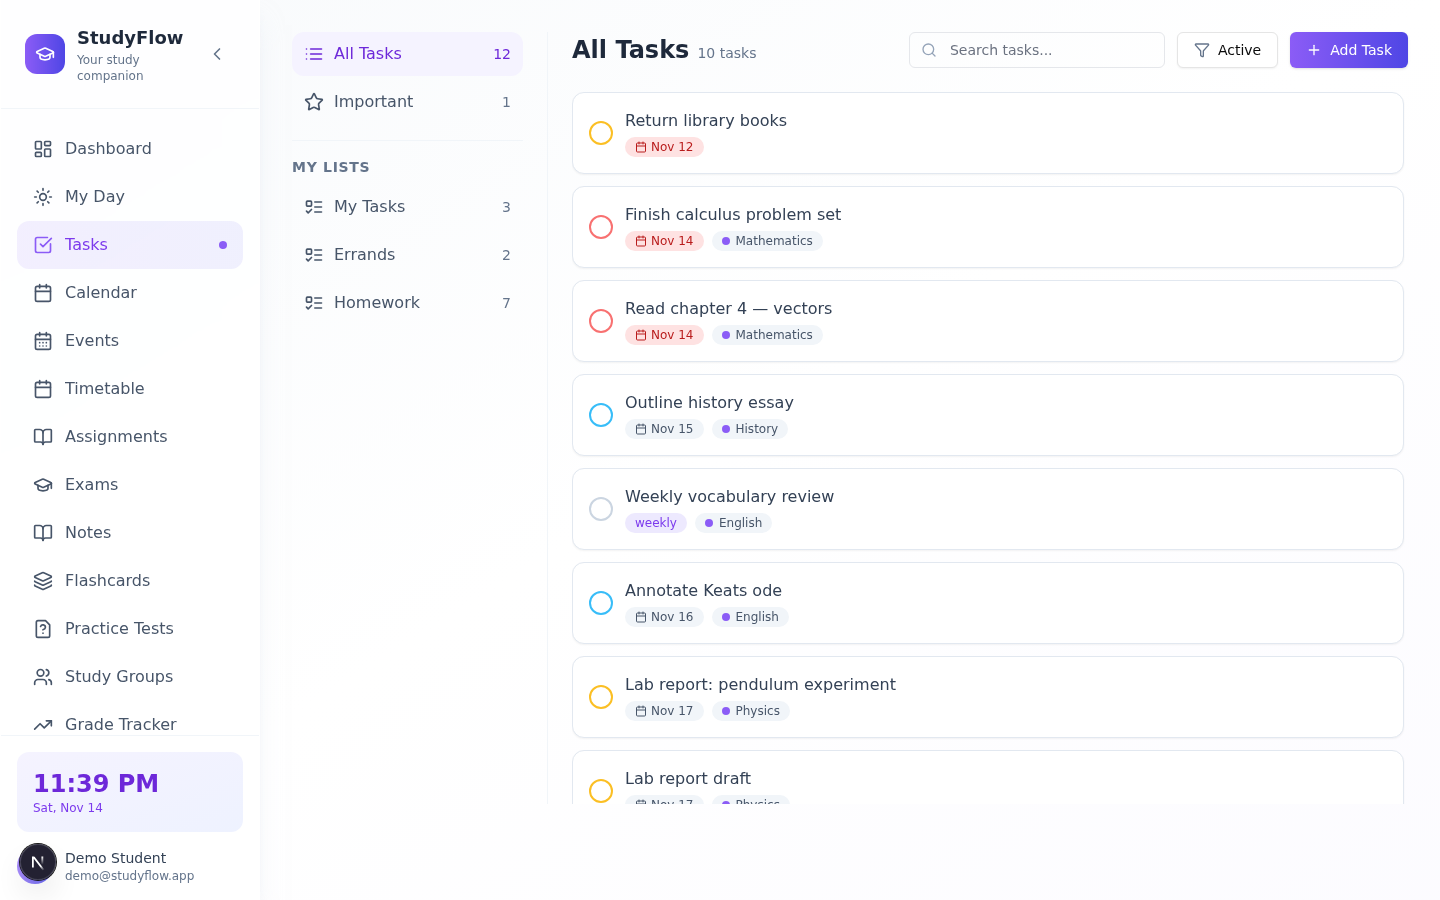 StudyFlow
Your study
companion
Dashboard
My Day
Tasks
Calendar
Events
Timetable
Assignments
Exams
Notes
Flashcards
Practice Tests
Study Groups
Grade Tracker
11:39 PM
Sat, Nov 14
N
Demo Student
demo@studyflow.app
All Tasks 12
Important 1
MY LISTS
My Tasks 3
Errands 2
Homework 7
All Tasks 10 tasks
Search tasks...
Active
Add Task
Return library books
Nov 12
Finish calculus problem set
Nov 14 Mathematics
Read chapter 4 — vectors
Nov 14 Mathematics
Outline history essay
Nov 15 History
Weekly vocabulary review
weekly English
Annotate Keats ode
Nov 16 English
Lab report: pendulum experiment
Nov 17 Physics
Lab report draft
Nov 17 Physics